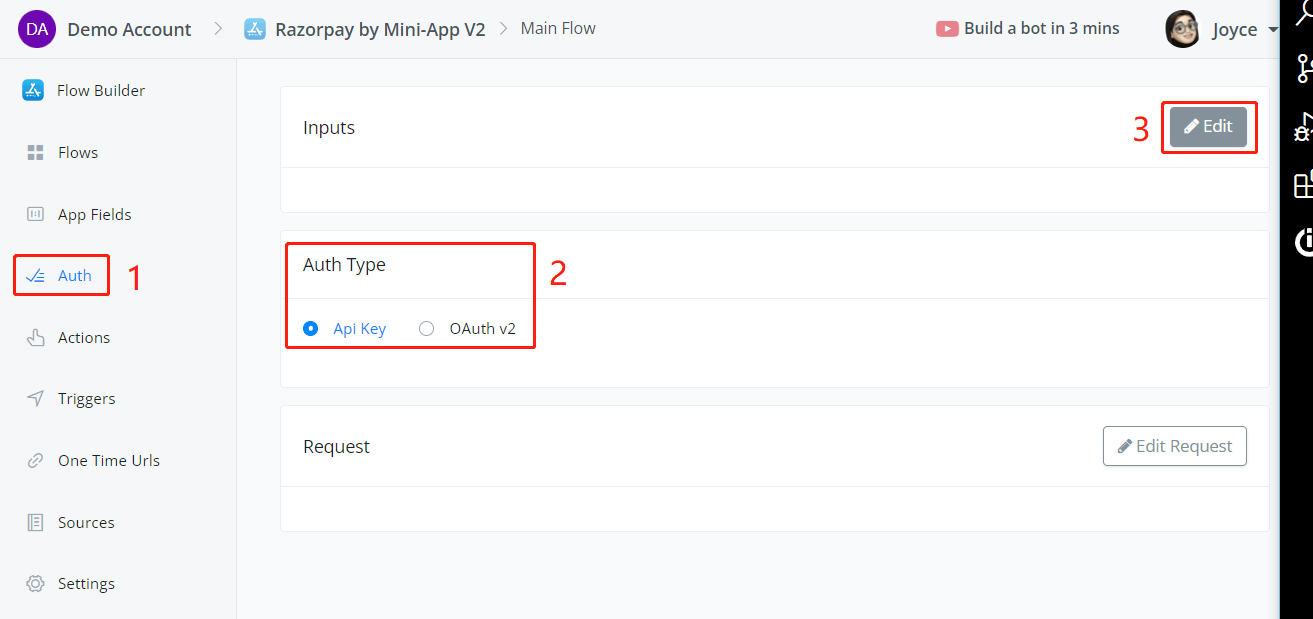 DA Demo Account Razorpay by Mini-App V2 Main Flow Build a bot in 3 mins Joyce
Flow Builder
Flows
App Fields
Auth 1
Actions
Triggers
One Time Urls
Sources
Settings
Inputs 3 Edit
Auth Type 2
Api Key OAuth v2
Request Edit Request